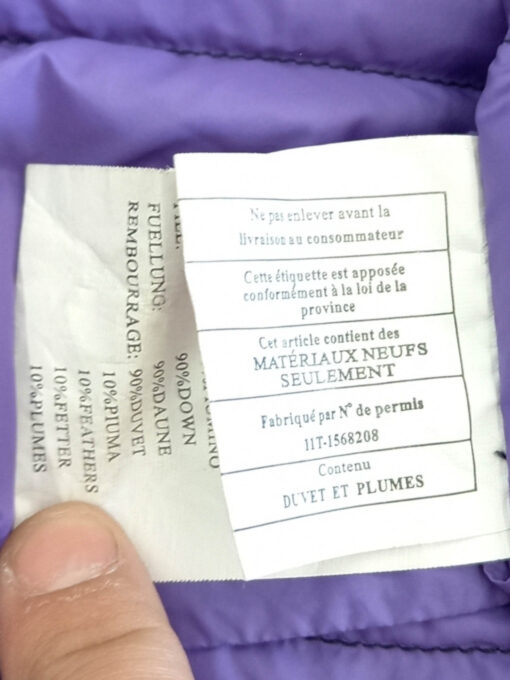 Ne pas enlever avant la
livraison au consommateur
Cette étiquette est apposée
conformément à la loi de la
province
Cet article contient des
MATÉRIAUX NEUFS
SEULEMENT
Fabriqué par N° de permis
11T-1568208
Contenu
DUVET ET PLUMES
FUELLUNG:
REMBOURRAGE:
90%DOWN
90%DAUNE
90%DUVET
10%PIUMA
10%FEATHERS
10%FETTER
10%PLUMES